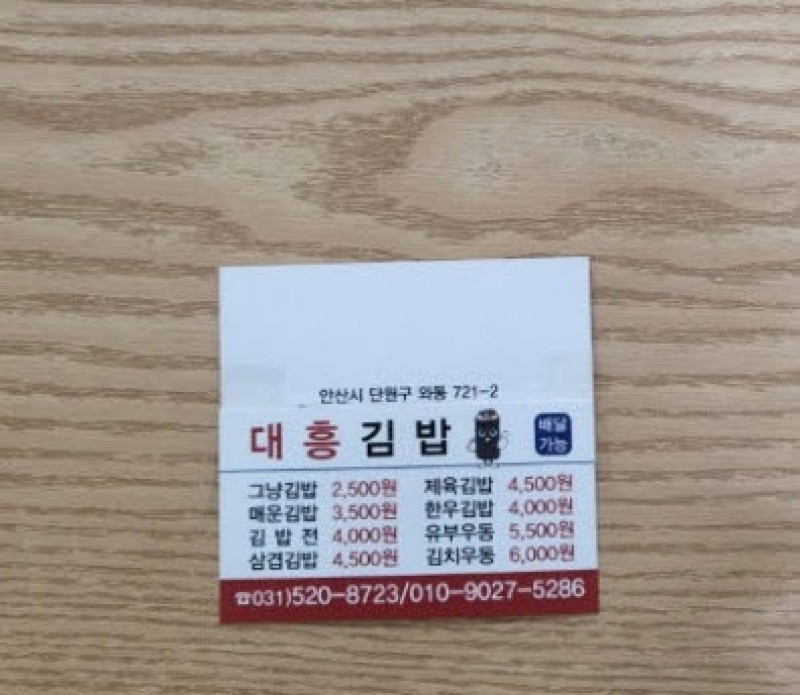 안산시 단원구 와동 721-2
대흥김밥 배달 가능
그냥김밥 2,500원 제육김밥 4,500원
매운김밥 3,500원 한우김밥 4,000원
김밥전 4,000원 유부우동 5,500원
삼겹김밥 4,500원 김치우동 6,000원
☎031)520-8723/010-9027-5286